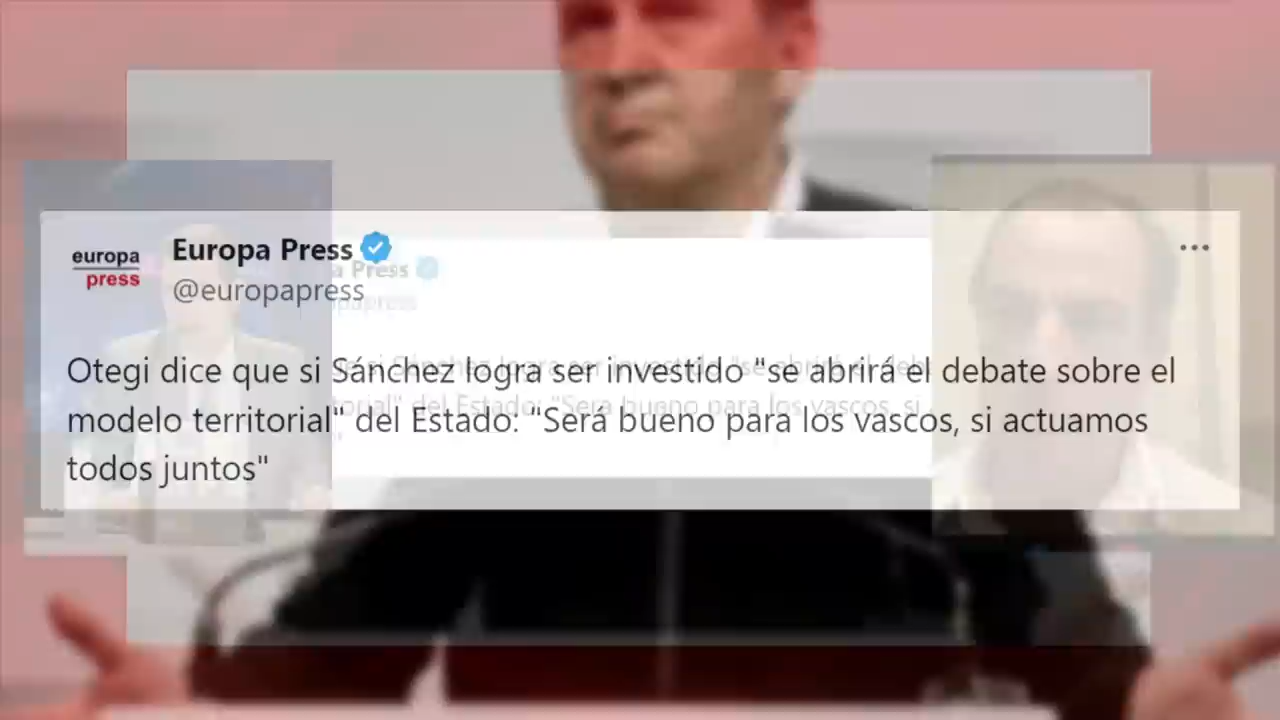 europa
press
Europa Press
@europapress
Otegi dice que si Sánchez logra ser investido "se abrirá el debate sobre el
modelo territorial" del Estado: “Será bueno para los vascos, si actuamos
todos juntos"